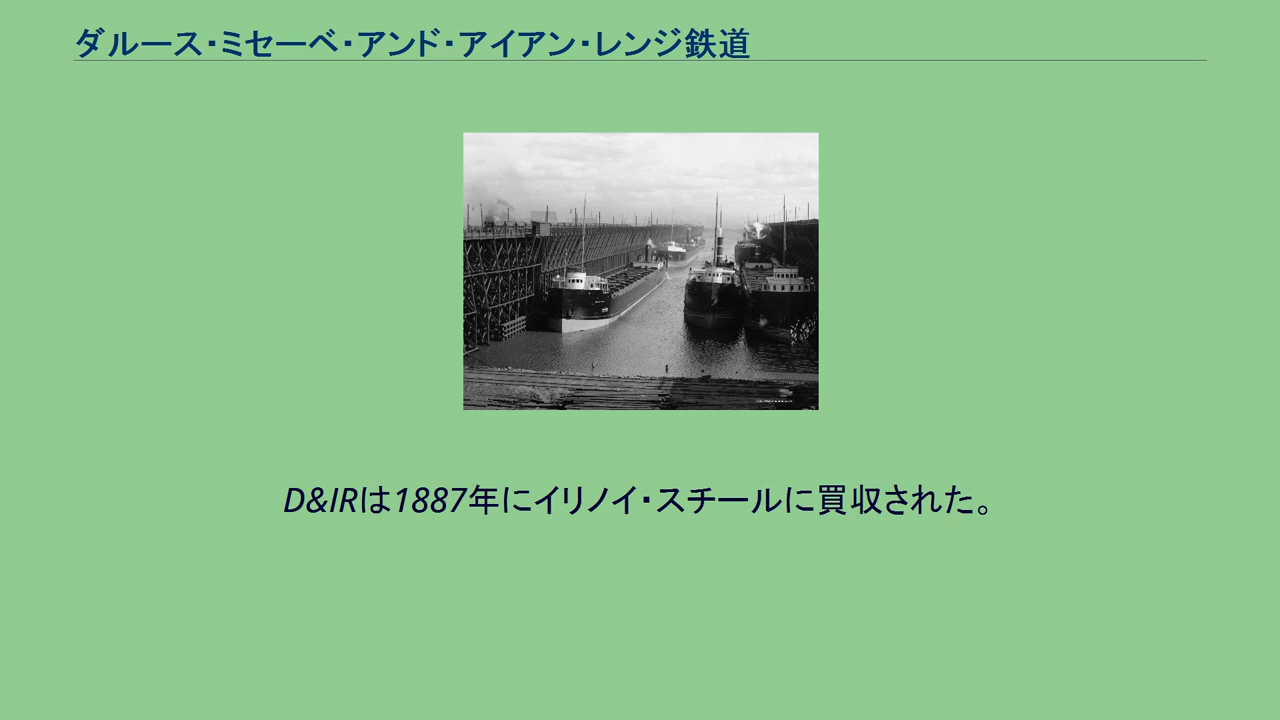 ダルース・ミセーベ・アンド・アイアン・レンジ鉄道
D&IRは1887年にイリノイ・スチールに買収された。